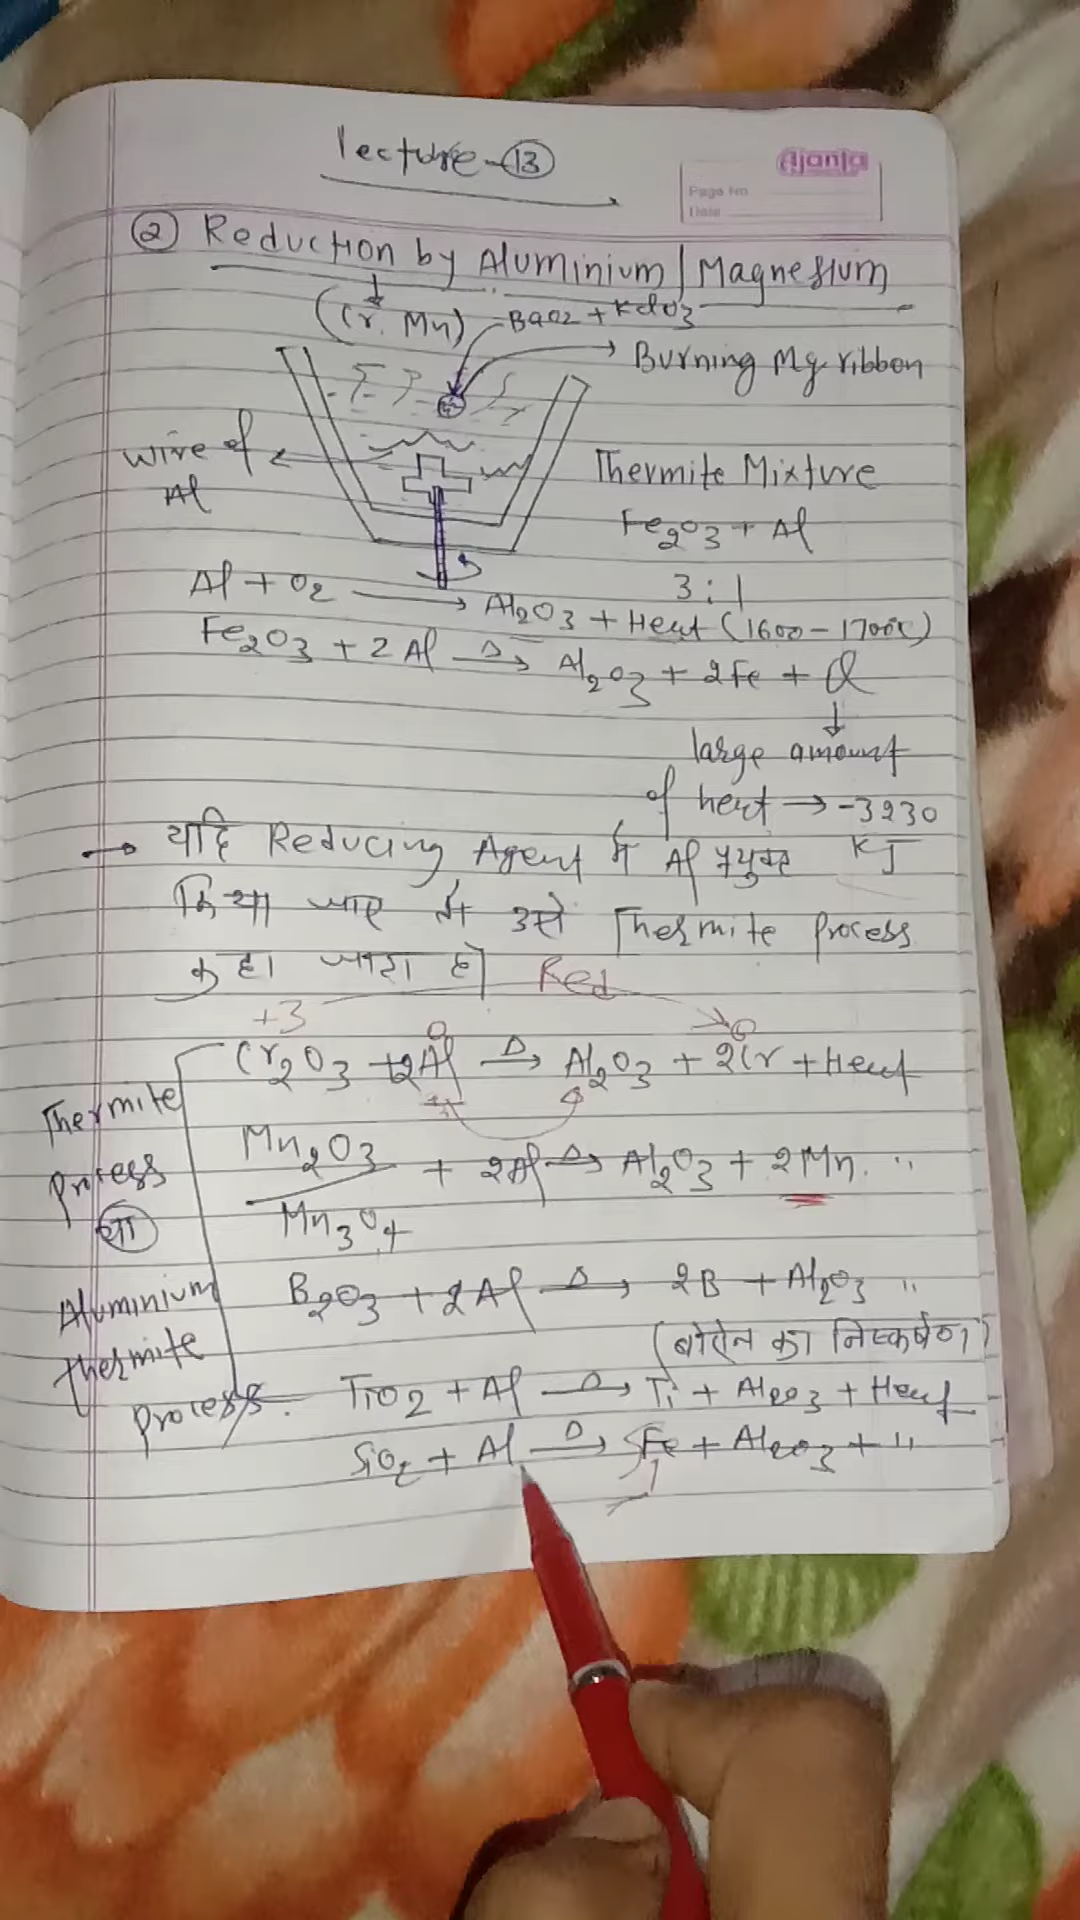 lecture-13
Ajanta
Page No
Date
② Reduction by Aluminium/Magnesium
(Cr, Mn) BaO2 + KClO3
→ Burning Mg ribbon
wire of
Al
Thermite Mixture
Fe2O3 + Al
3:1
Al + O2 → Al2O3 + Heat (1600-1700°C)
Fe2O3 + 2Al →Δ Al2O3 + 2Fe + Q
↓
large amount
of heat → -3230
KJ
→ यदि Reducing Agent में Al प्रयुक्त
किया जाए तो उसे Thermite Process
कहा जाता है
Red
+3 0 0
Cr2O3 + 2Al →Δ Al2O3 + 2Cr + Heat
Mn2O3 + 2Al →Δ Al2O3 + 2Mn "
Mn3O4
B2O3 + 2Al →Δ 2B + Al2O3 "
(बोरोन का निष्कर्षण)
TiO2 + Al →Δ Ti + Al2O3 + Heat
SiO2 + Al →Δ + Al2O3 + "
Thermite
Process
या
Aluminium
thermite
Process.